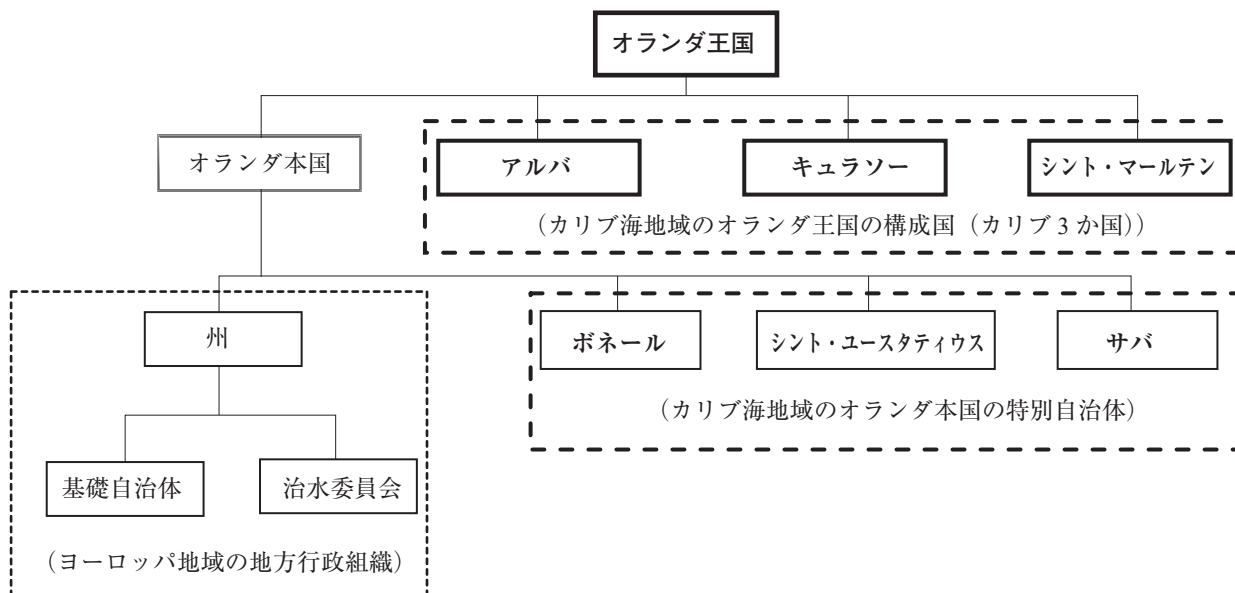 オランダ王国
オランダ本国
アルバ
キュラソー
シント・マールテン
（カリブ海地域のオランダ王国の構成国（カリブ3か国））
州
ボネール
シント・ユースタティウス
サバ
（カリブ海地域のオランダ本国の特別自治体）
基礎自治体
治水委員会
（ヨーロッパ地域の地方行政組織）